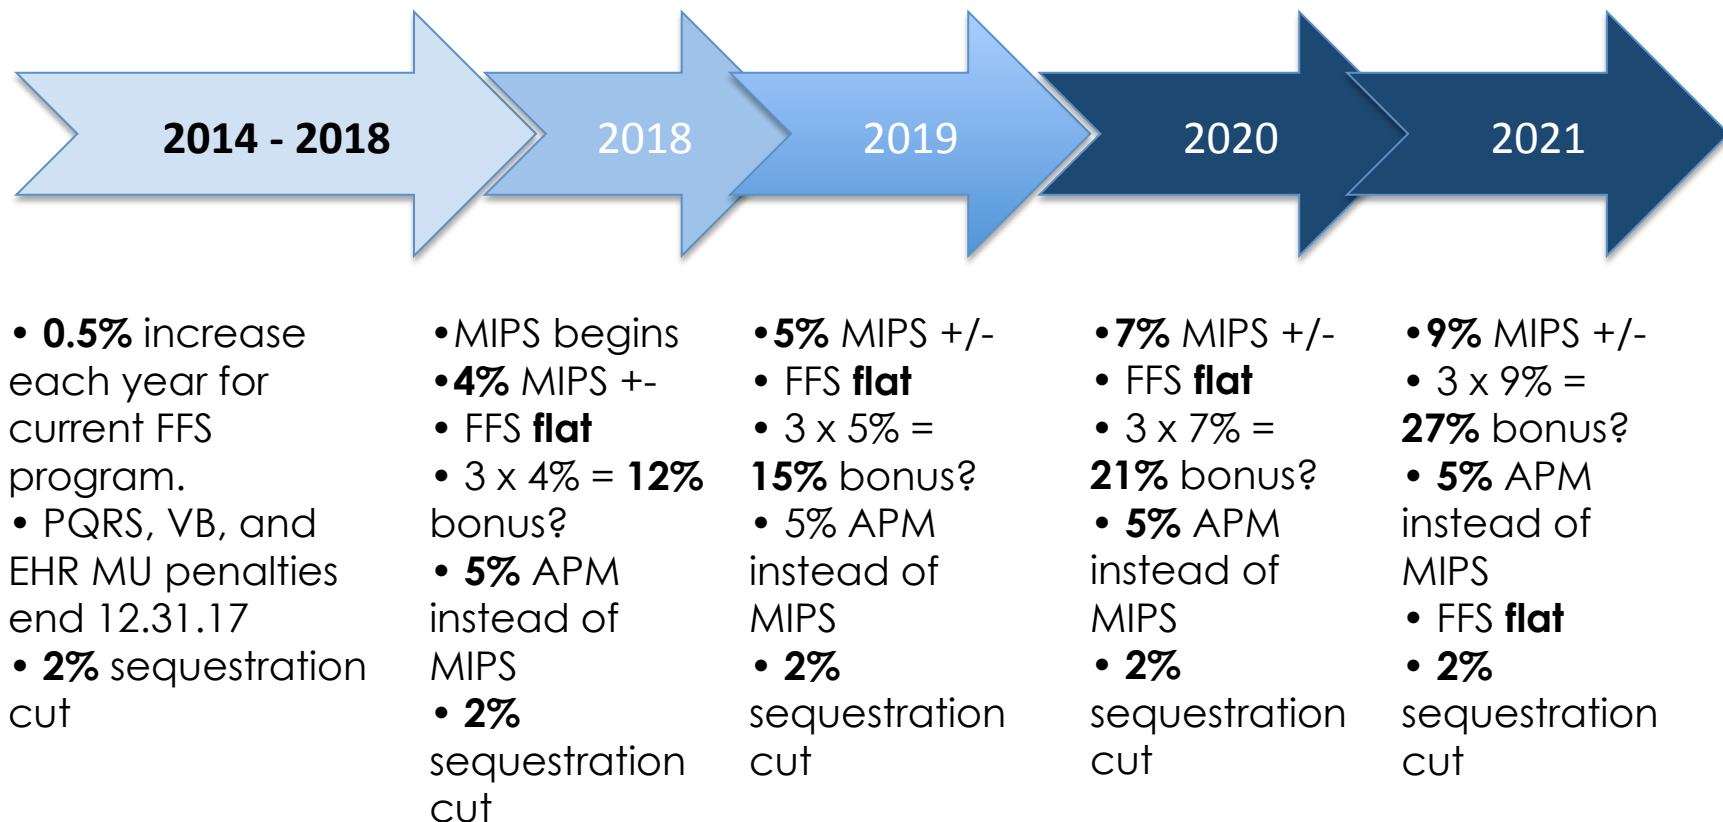 2014 - 2018
2018
2019
2020
2021
• 0.5% increase
each year for
current FFS
program.
• PQRS, VB, and
EHR MU penalties
end 12.31.17
• 2% sequestration
cut
•MIPS begins
•4% MIPS +-
• FFS flat
• 3 x 4% = 12%
bonus?
• 5% APM
instead of
MIPS
• 2%
sequestration
cut
•5% MIPS +/-
• FFS flat
• 3 x 5% =
15% bonus?
• 5% APM
instead of
MIPS
• 2%
sequestration
cut
•7% MIPS +/-
• FFS flat
• 3 x 7% =
21% bonus?
• 5% APM
instead of
MIPS
• 2%
sequestration
cut
•9% MIPS +/-
• 3 x 9% =
27% bonus?
• 5% APM
instead of
MIPS
• FFS flat
• 2%
sequestration
cut